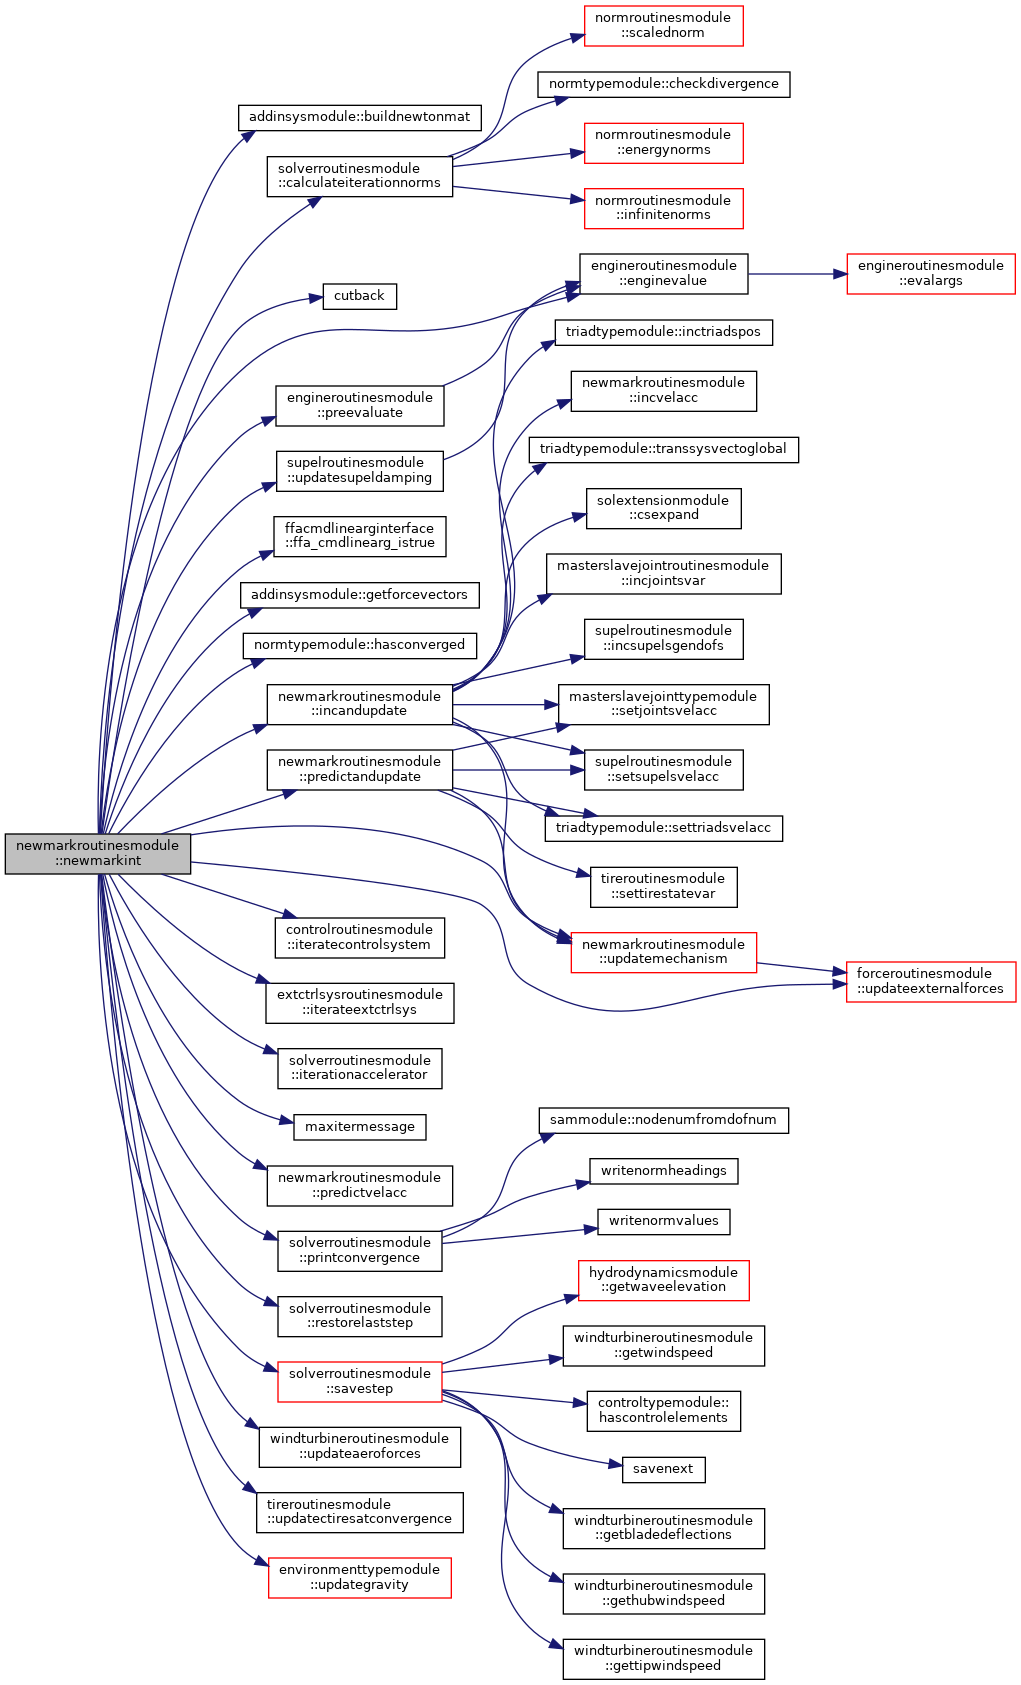 newmarkroutinesmodule
::newmarkint
addinsysmodule::buildnewtonmat
solverroutinesmodule
::calculateiterationnorms
cutback
engineroutinesmodule
::preevaluate
supelroutinesmodule
::updatesupeldamping
ffacmdlinearginterface
::ffa_cmdlinearg_istrue
addinsysmodule::getforcevectors
normtypemodule::hasconverged
newmarkroutinesmodule
::incandupdate
newmarkroutinesmodule
::predictandupdate
controlroutinesmodule
::iteratecontrolsystem
extctrlsysroutinesmodule
::iterateextctrlsys
solverroutinesmodule
::iterationaccelerator
maxitermessage
newmarkroutinesmodule
::predictvelacc
solverroutinesmodule
::printconvergence
solverroutinesmodule
::restorelaststep
solverroutinesmodule
::savestep
windturbineroutinesmodule
::updateaeroforces
tireroutinesmodule
::updatectiresatconvergence
environmenttypemodule
::updategravity
normroutinesmodule
::scalednorm
normtypemodule::checkdivergence
normroutinesmodule
::energynorms
normroutinesmodule
::infinitenorms
engineroutinesmodule
::enginevalue
triadtypemodule::inctriadspos
newmarkroutinesmodule
::incvelacc
triadtypemodule::transsysvectoglobal
solextensionmodule
::csexpand
masterslavejointroutinesmodule
::incjointsvar
supelroutinesmodule
::incsupelsgendofs
masterslavejointtypemodule
::setjointsvelacc
supelroutinesmodule
::setsupelsvelacc
triadtypemodule::settriadsvelacc
tireroutinesmodule
::settirestatevar
newmarkroutinesmodule
::updatemechanism
sammodule::nodenumfromdofnum
writenormheadings
writenormvalues
hydrodynamicsmodule
::getwaveelevation
windturbineroutinesmodule
::getwindspeed
controltypemodule::
hascontrolelements
savenext
windturbineroutinesmodule
::getbladedeflections
windturbineroutinesmodule
::gethubwindspeed
windturbineroutinesmodule
::gettipwindspeed
engineroutinesmodule
::evalargs
forceroutinesmodule
::updateexternalforces